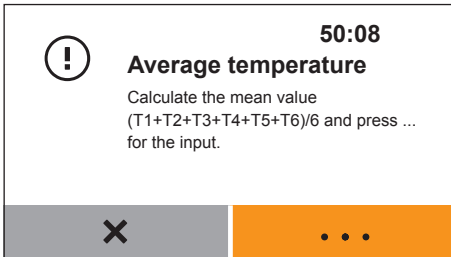 50:08
Average temperature
Calculate the mean value
(T1+T2+T3+T4+T5+T6)/6 and press ...
for the input.
...